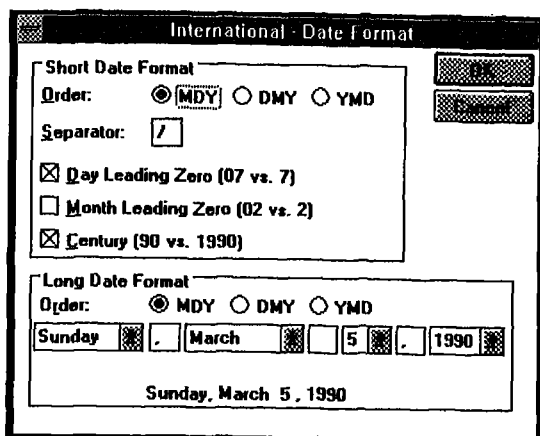 International - Date Format
Short Date Format
Order: MDY DMY YMD
Separator: /
Day Leading Zero (07 vs. 7)
Month Leading Zero (02 vs. 2)
Century (90 vs. 1990)
OK
Cancel
Long Date Format
Order: MDY DMY YMD
Sunday , March 5 , 1990
Sunday, March 5 , 1990